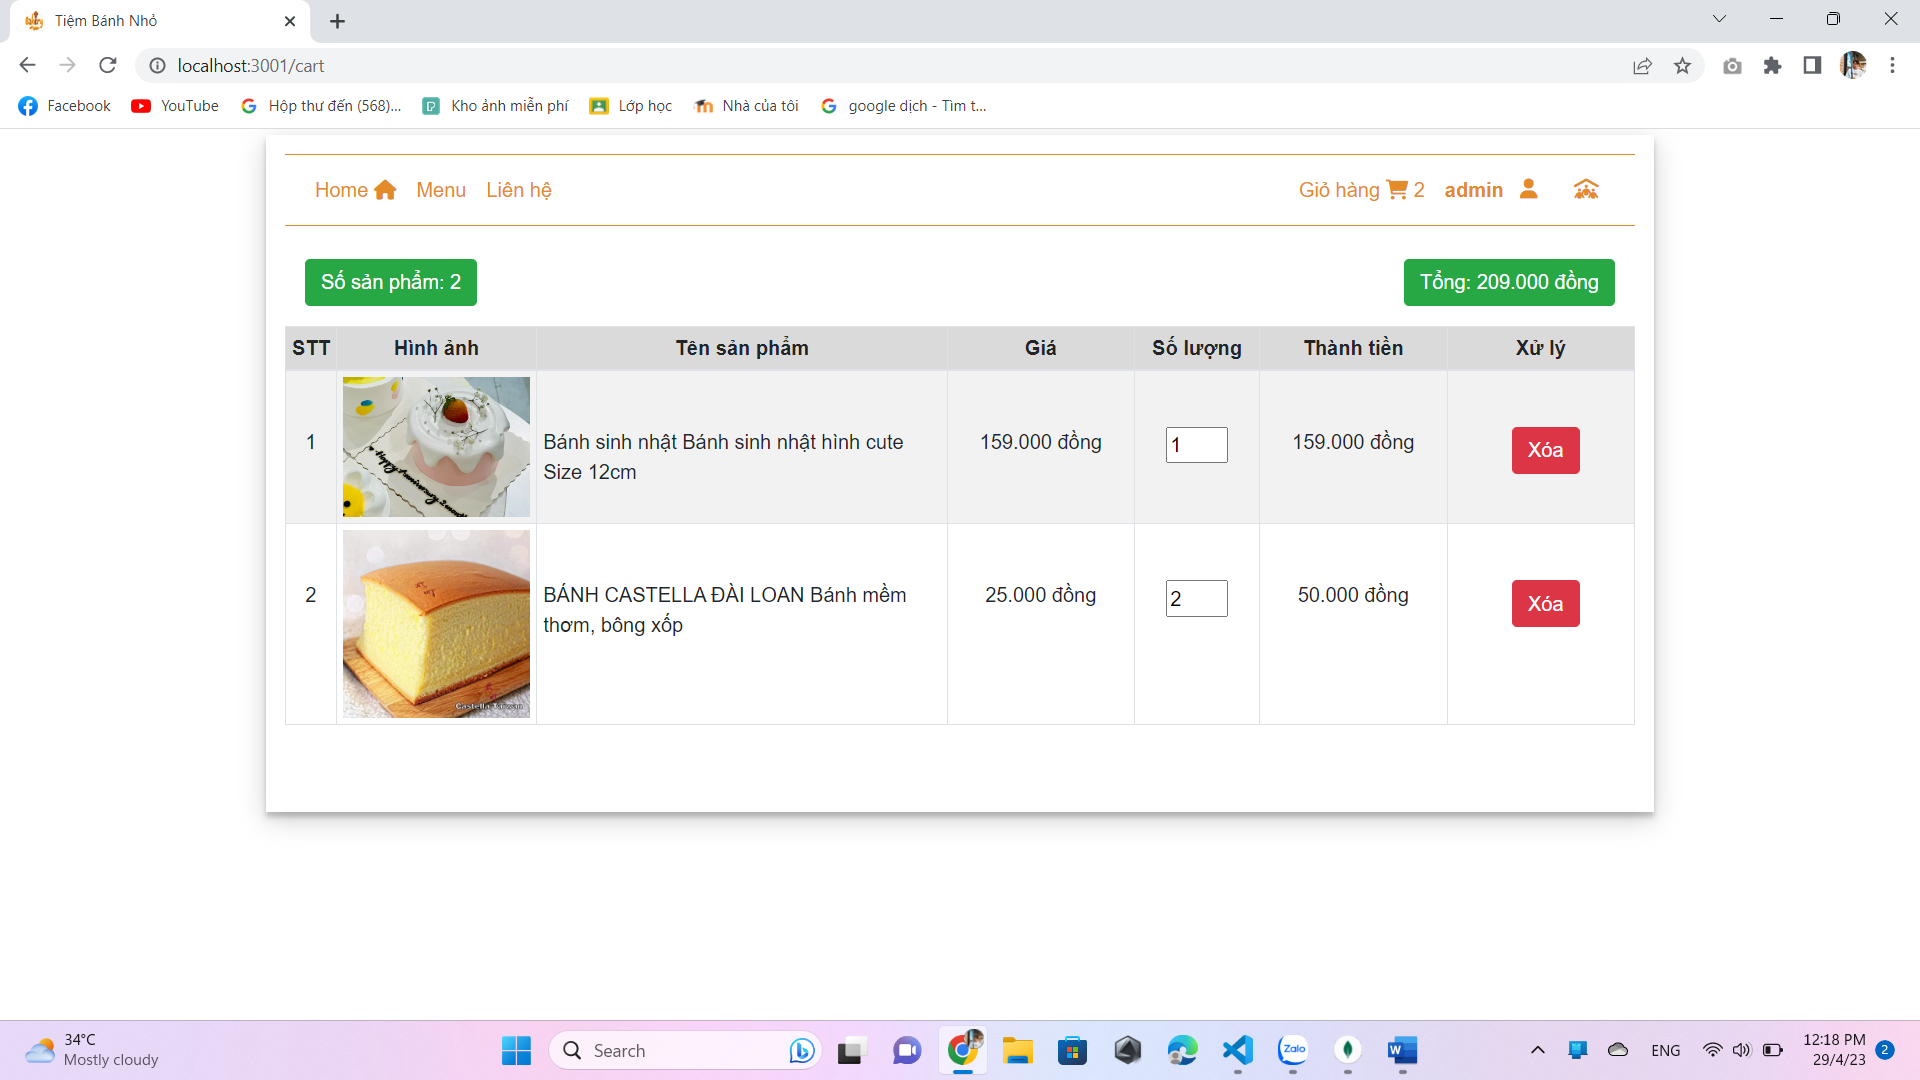 Tiệm Bánh Nhỏ
localhost:3001/cart
Facebook YouTube Hộp thư đến (568)... Kho ảnh miễn phí Lớp học Nhà của tôi google dịch - Tìm t...
Home Menu Liên hệ Giỏ hàng 2 admin
Số sản phẩm: 2 Tổng: 209.000 đồng
STT Hình ảnh Tên sản phẩm Giá Số lượng Thành tiền Xử lý
1 Bánh sinh nhật Bánh sinh nhật hình cute 159.000 đồng 1 159.000 đồng Xóa
Size 12cm
2 BÁNH CASTELLA ĐÀI LOAN Bánh mềm 25.000 đồng 2 50.000 đồng Xóa
thơm, bông xốp
Castella Taiwan
34°C
Mostly cloudy
Search
Zalo
ENG
12:18 PM
29/4/23
2